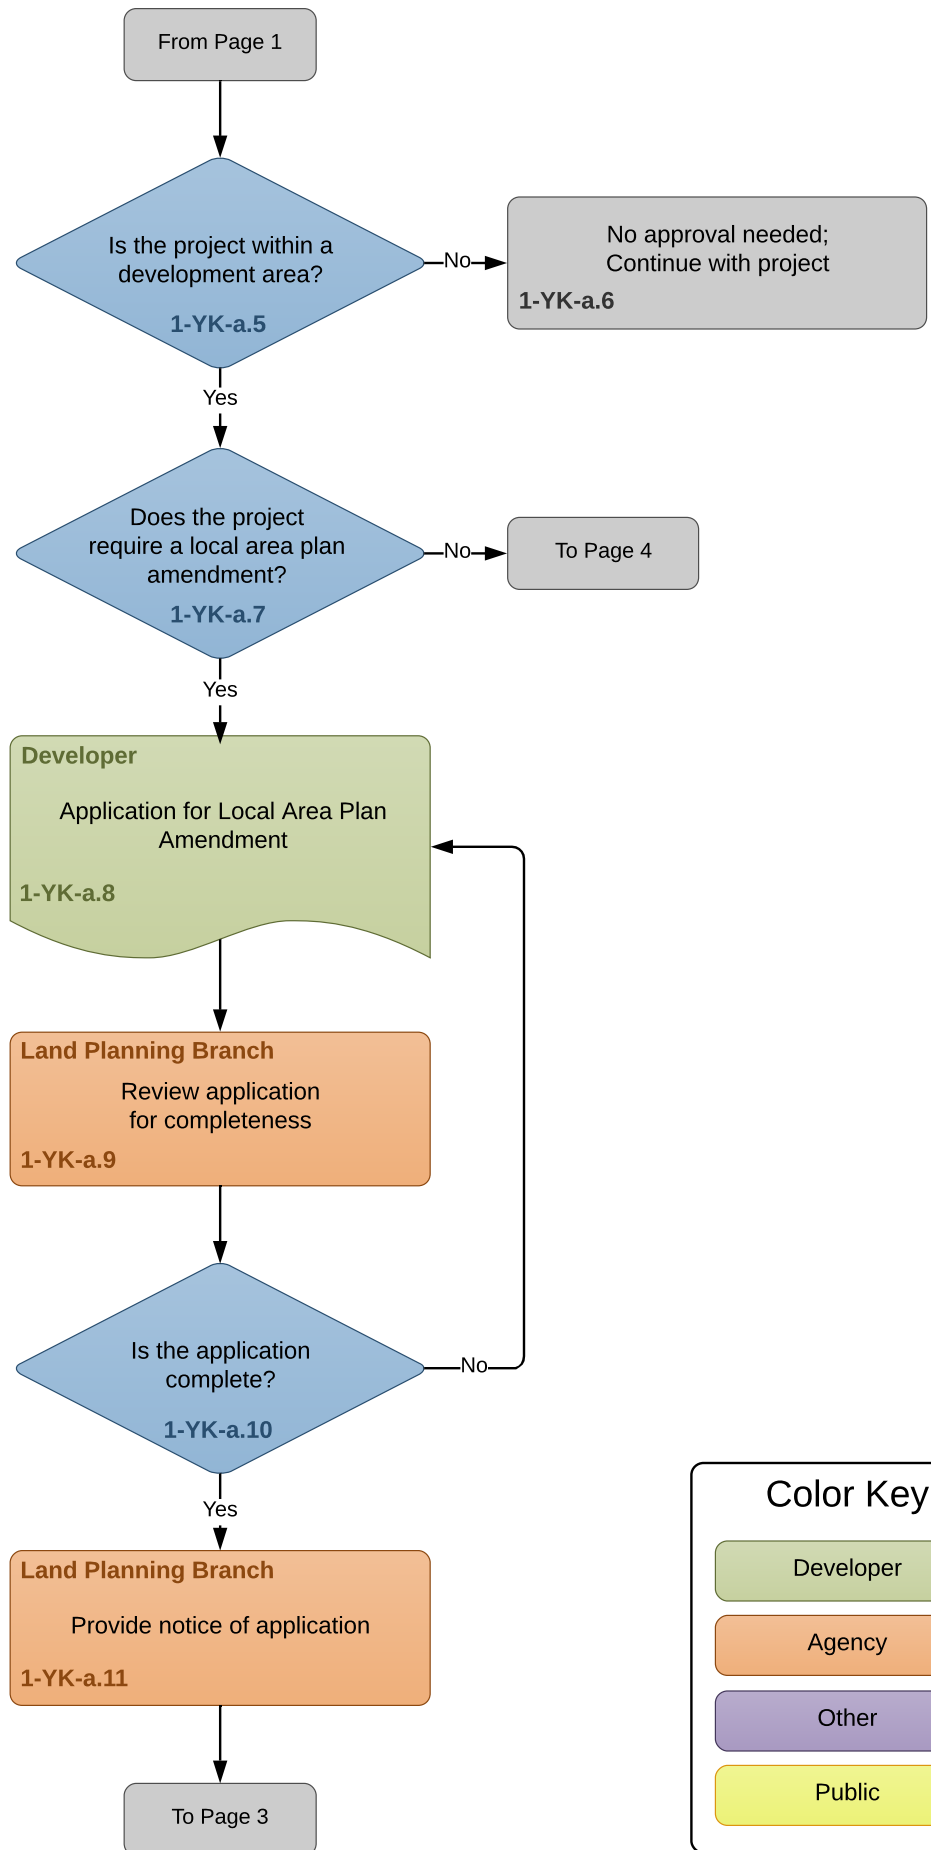 From Page 1
Is the project within a
development area?
1-YK-a.5
No
No approval needed;
Continue with project
1-YK-a.6
Yes
Does the project
require a local area plan
amendment?
1-YK-a.7
No
To Page 4
Yes
Developer
Application for Local Area Plan
Amendment
1-YK-a.8
Land Planning Branch
Review application
for completeness
1-YK-a.9
Is the application
complete?
1-YK-a.10
No
Yes
Land Planning Branch
Provide notice of application
1-YK-a.11
To Page 3
Color Key
Developer
Agency
Other
Public